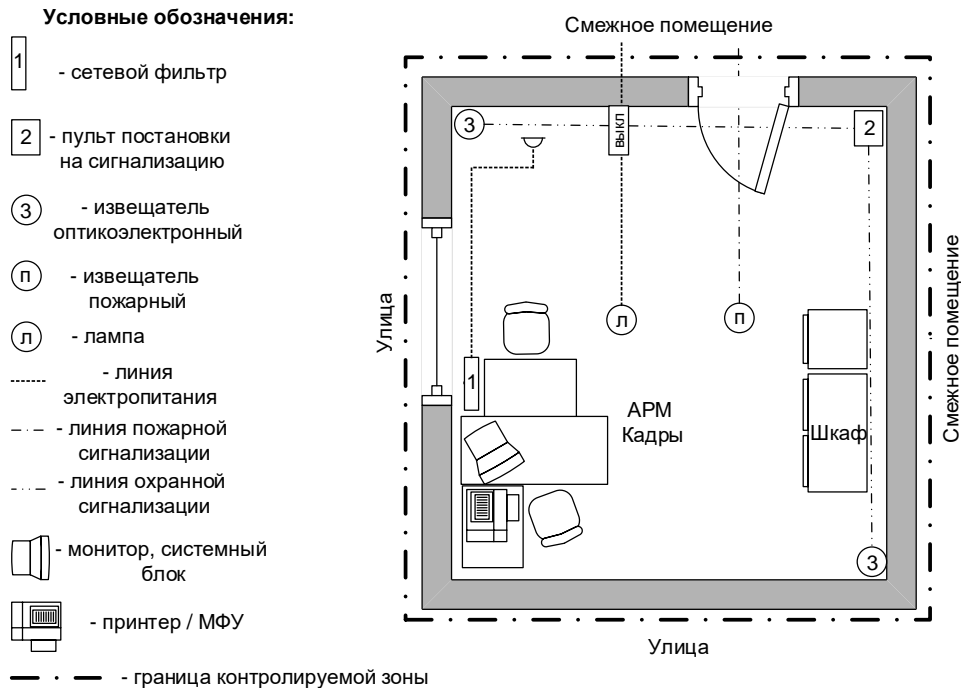 Условные обозначения:
1
- сетевой фильтр
2
- пульт постановки
на сигнализацию
3
- извещатель
оптикоэлектронный
п
- извещатель
пожарный
л
- лампа
- линия
электропитания
- линия пожарной
сигнализации
- линия охранной
сигнализации
- монитор, системный
блок
- принтер / МФУ
- граница контролируемой зоны
Смежное помещение
3
выкл
2
Улица
л
п
1
АРМ
Кадры
Шкаф
Смежное помещение
3
Улица